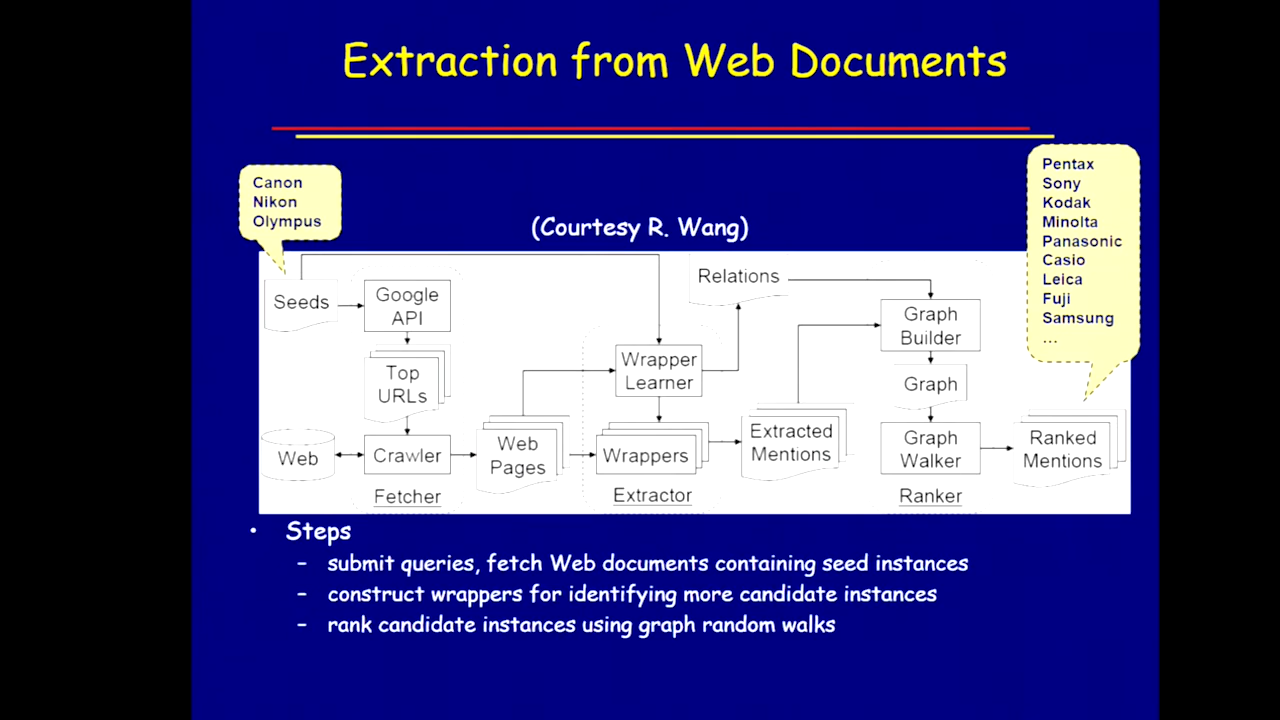 Extraction from Web Documents
Canon
Nikon
Olympus
(Courtesy R. Wang)
Pentax
Sony
Kodak
Minolta
Panasonic
Casio
Leica
Fuji
Samsung
...
Seeds
Google
API
Top
URLs
Web
Crawler
Fetcher
Web
Pages
Wrapper
Learner
Wrappers
Extractor
Relations
Extracted
Mentions
Graph
Builder
Graph
Graph
Walker
Ranker
Ranked
Mentions
• Steps
– submit queries, fetch Web documents containing seed instances
– construct wrappers for identifying more candidate instances
– rank candidate instances using graph random walks